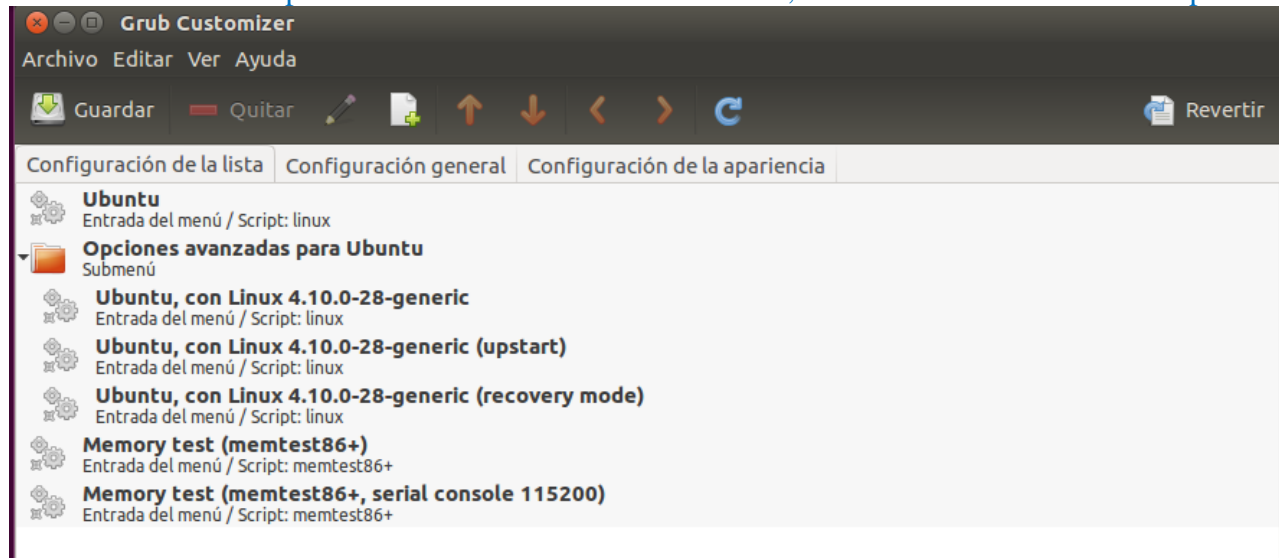 Grub Customizer
Archivo Editar Ver Ayuda
Guardar Quitar Revertir
Configuración de la lista Configuración general Configuración de la apariencia
Ubuntu
Entrada del menú / Script: linux
Opciones avanzadas para Ubuntu
Submenú
Ubuntu, con Linux 4.10.0-28-generic
Entrada del menú / Script: linux
Ubuntu, con Linux 4.10.0-28-generic (upstart)
Entrada del menú / Script: linux
Ubuntu, con Linux 4.10.0-28-generic (recovery mode)
Entrada del menú / Script: linux
Memory test (memtest86+)
Entrada del menú / Script: memtest86+
Memory test (memtest86+, serial console 115200)
Entrada del menú / Script: memtest86+